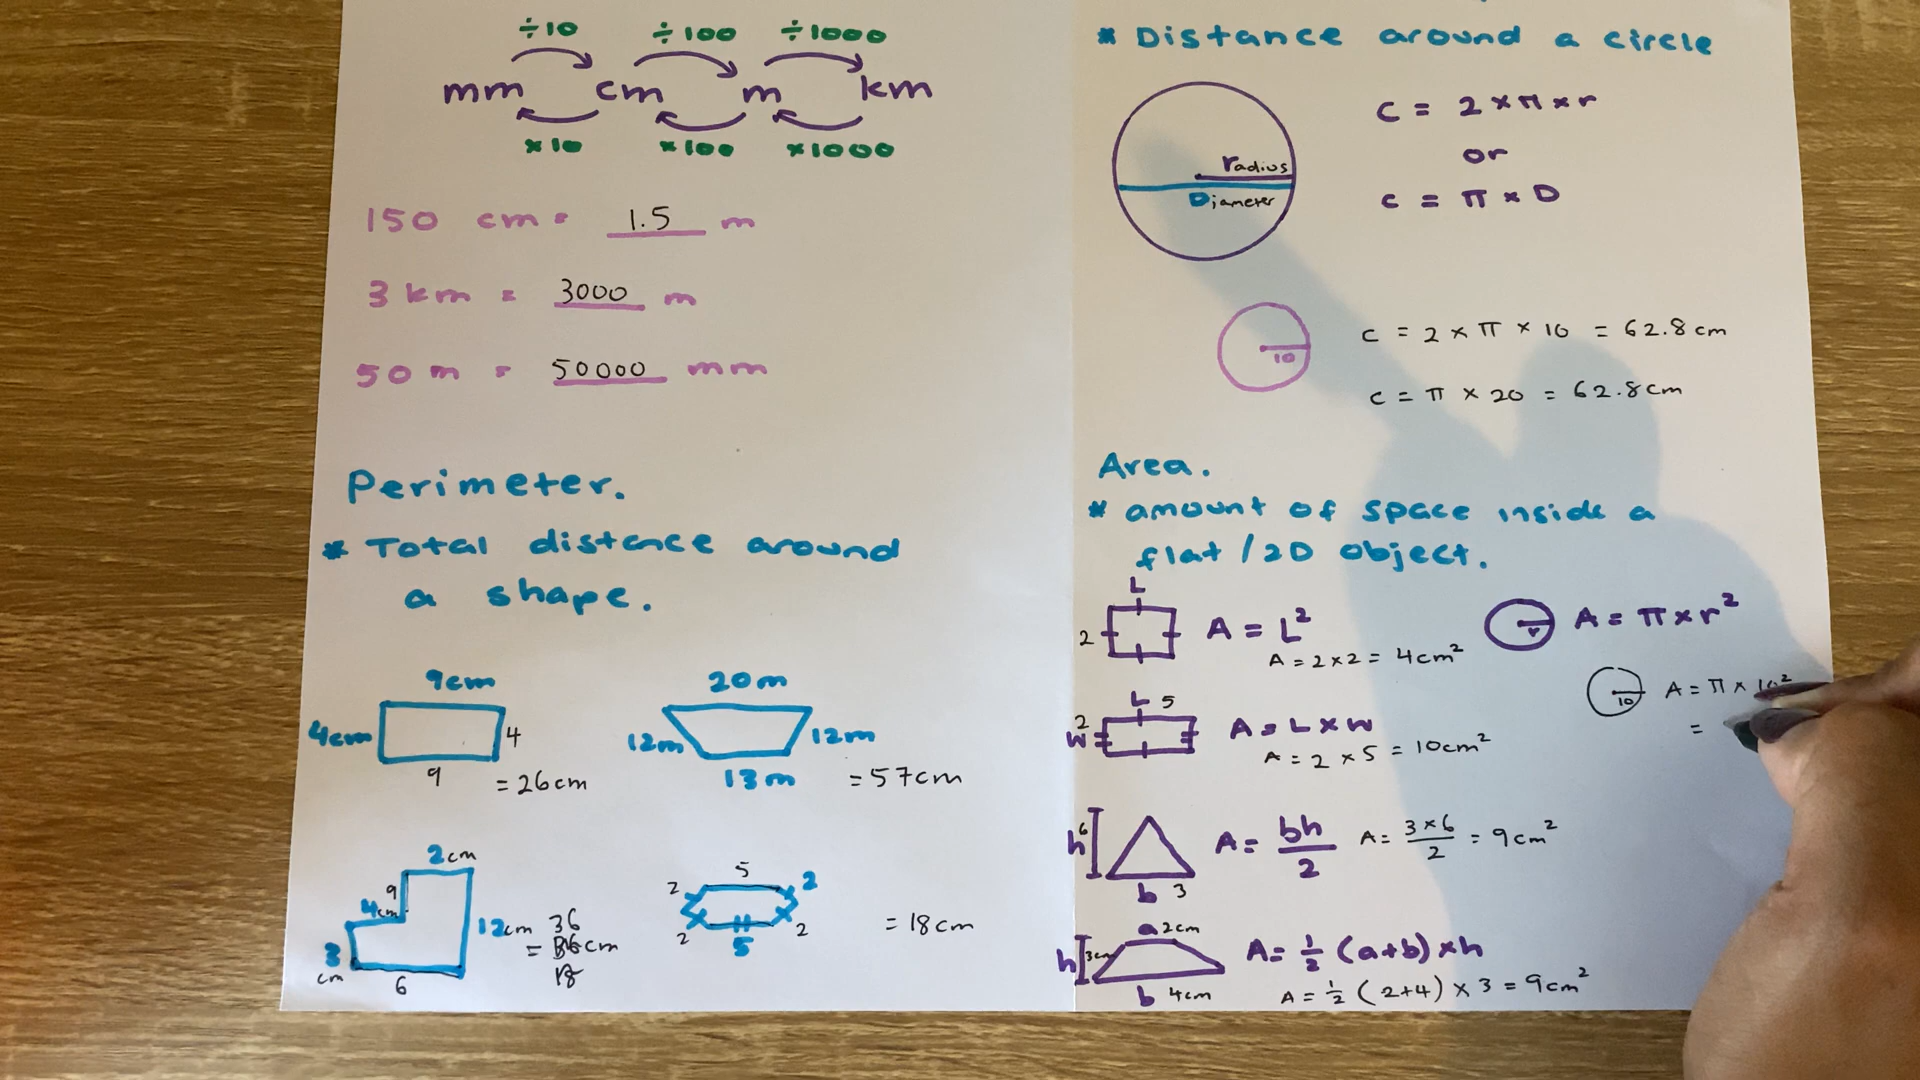 ÷10 ÷100 ÷1000
mm cm m km
×10 ×100 ×1000
150 cm = 1.5 m
3 km = 3000 m
50 m = 50000 mm
Perimeter.
* Total distance around
a shape.
9cm
4cm 4
9 = 26cm
20m
12m 12m
13m = 57cm
2cm
9
4cm
12cm 36
3 cm = cm
6 18
5
2 2
2 2
5 = 18cm
* Distance around a circle
radius
Diameter
C = 2 × π × r
or
C = π × D
10
C = 2 × π × 10 = 62.8 cm
C = π × 20 = 62.8cm
Area.
* amount of space inside a
flat / 2D object.
L
2 A = L²
A = 2×2 = 4cm²
r A = π × r²
10 A = π × 10²
=
L 5
2
W A = L × W
A = 2 × 5 = 10cm²
h 6 A = bh/2 A = 3×6/2 = 9cm²
b 3
a 2cm
h 3cm A = ½ (a+b) × h
b 4cm A = ½ (2+4) × 3 = 9cm²